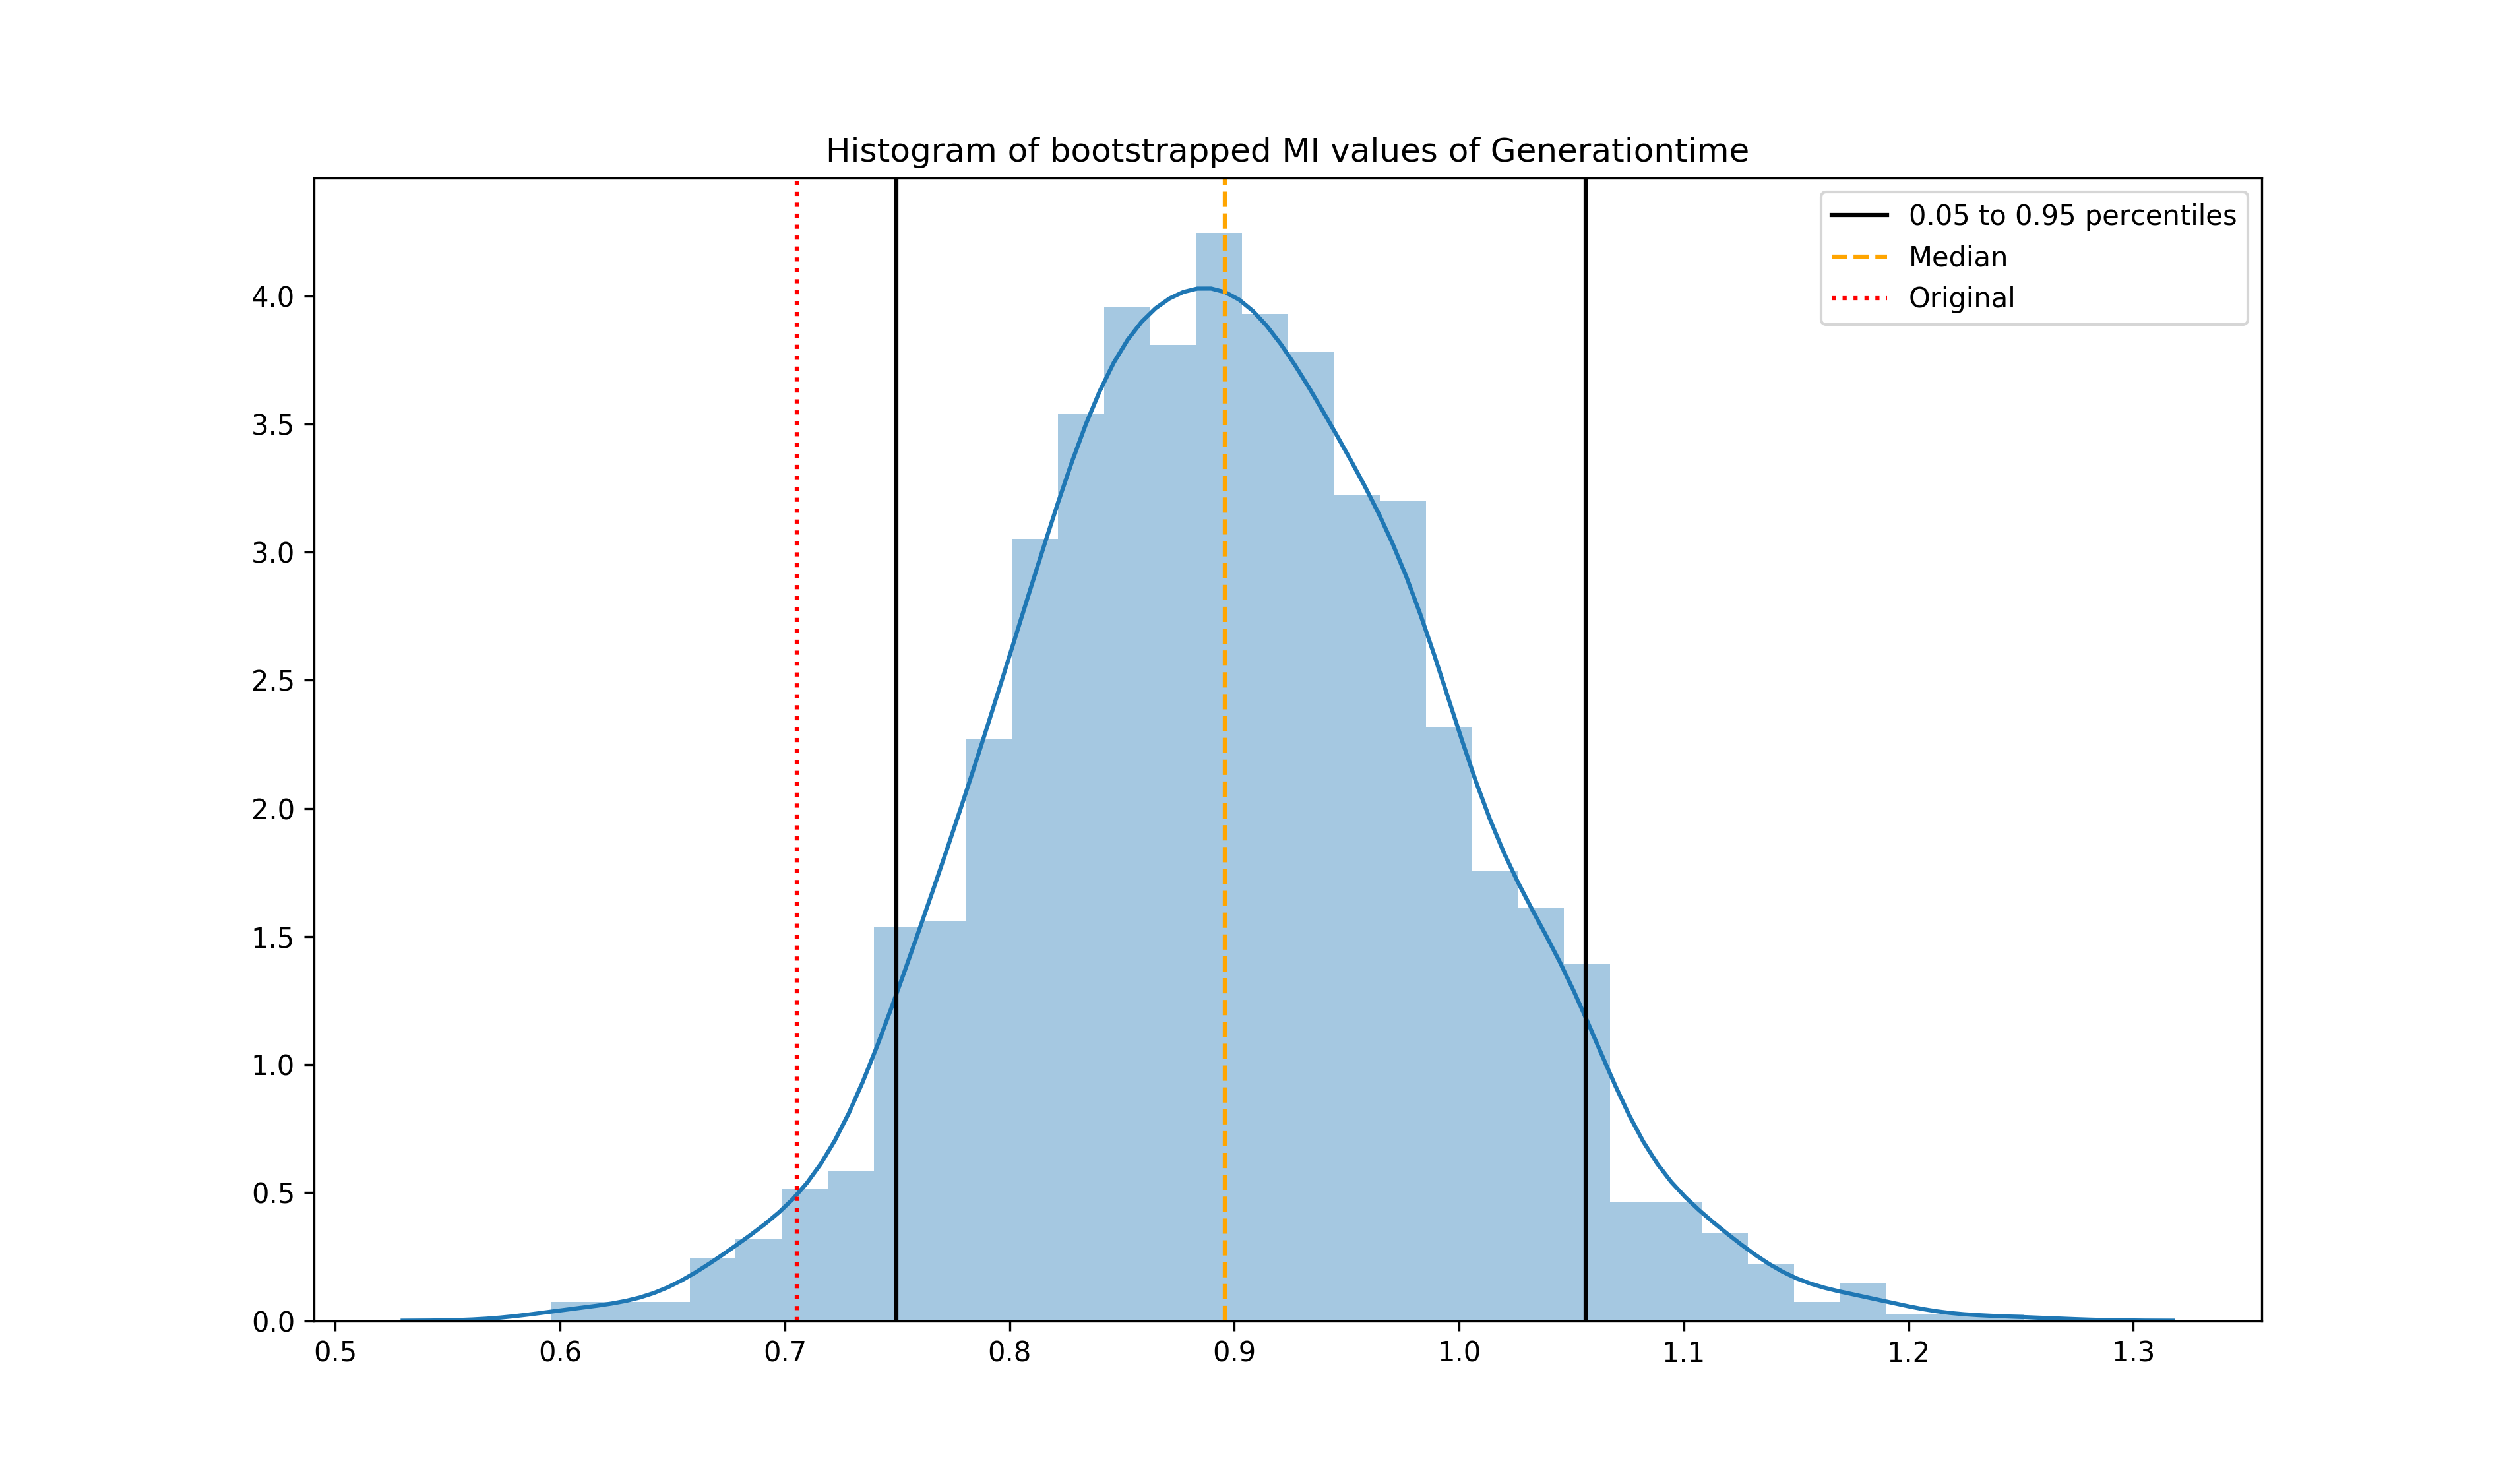 Histogram of bootstrapped MI values of Generationtime
0.05 to 0.95 percentiles
Median
Original
4.0
3.5
3.0
2.5
2.0
1.5
1.0
0.5
0.0
0.5 0.6 0.7 0.8 0.9 1.0 1.1 1.2 1.3